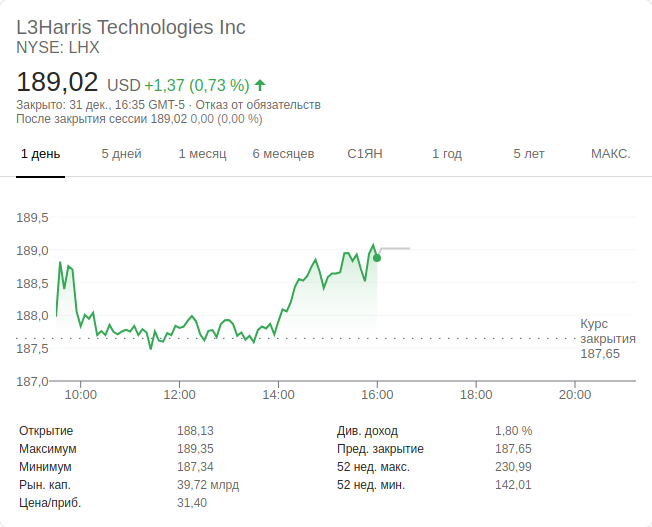 L3Harris Technologies Inc
NYSE: LHX
189,02 USD +1,37 (0,73 %)
Закрыто: 31 дек., 16:35 GMT-5 · Отказ от обязательств
После закрытия сессии 189,02 0,00 (0,00 %)
1 день 5 дней 1 месяц 6 месяцев С1ЯН 1 год 5 лет МАКС.
189,5
189,0
188,5
188,0
187,5
187,0
Курс
закрытия
187,65
10:00 12:00 14:00 16:00 18:00 20:00
Открытие 188,13 Див. доход 1,80 %
Максимум 189,35 Пред. закрытие 187,65
Минимум 187,34 52 нед. макс. 230,99
Рын. кап. 39,72 млрд 52 нед. мин. 142,01
Цена/приб. 31,40